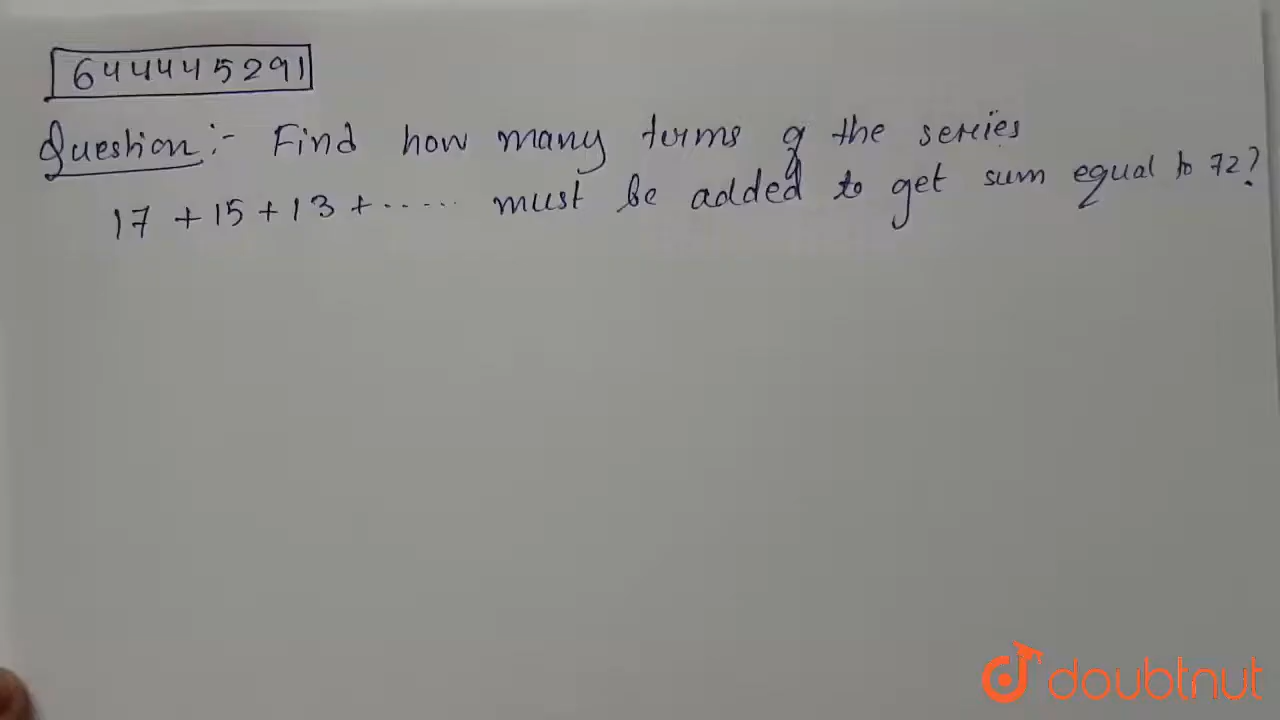 644445291
Question :- Find how many terms of the series
17 + 15 + 13 + ...... must be added to get sum equal to 72?
doubtnut